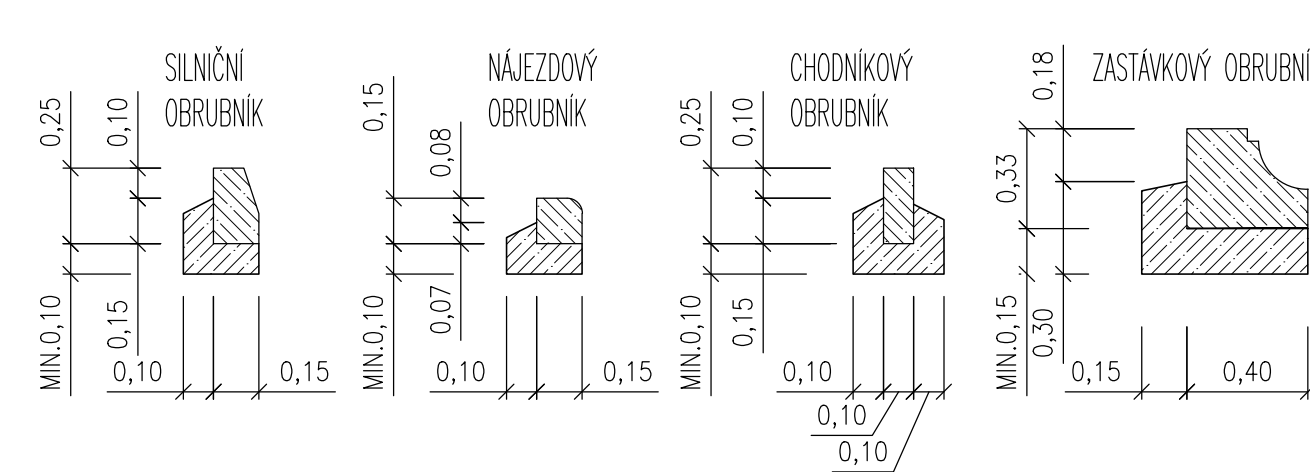 SILNIČNÍ
OBRUBNÍK
0,25
0,10
MIN.0,10
0,15
0,10
0,15
NÁJEZDOVÝ
OBRUBNÍK
0,15
0,08
MIN.0,10
0,07
0,10
0,15
CHODNÍKOVÝ
OBRUBNÍK
0,25
0,10
MIN.0,10
0,15
0,10
0,10
0,10
ZASTÁVKOVÝ OBRUBNÍ
0,18
0,33
MIN.0,15
0,30
0,15
0,40